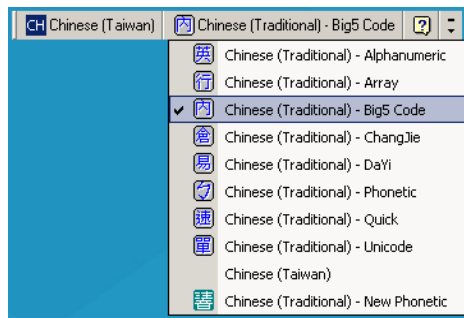 CH Chinese (Taiwan) 內 Chinese (Traditional) - Big5 Code ?
英 Chinese (Traditional) - Alphanumeric
行 Chinese (Traditional) - Array
內 Chinese (Traditional) - Big5 Code
倉 Chinese (Traditional) - ChangJie
易 Chinese (Traditional) - DaYi
ㄅ Chinese (Traditional) - Phonetic
速 Chinese (Traditional) - Quick
單 Chinese (Traditional) - Unicode
Chinese (Taiwan)
Chinese (Traditional) - New Phonetic